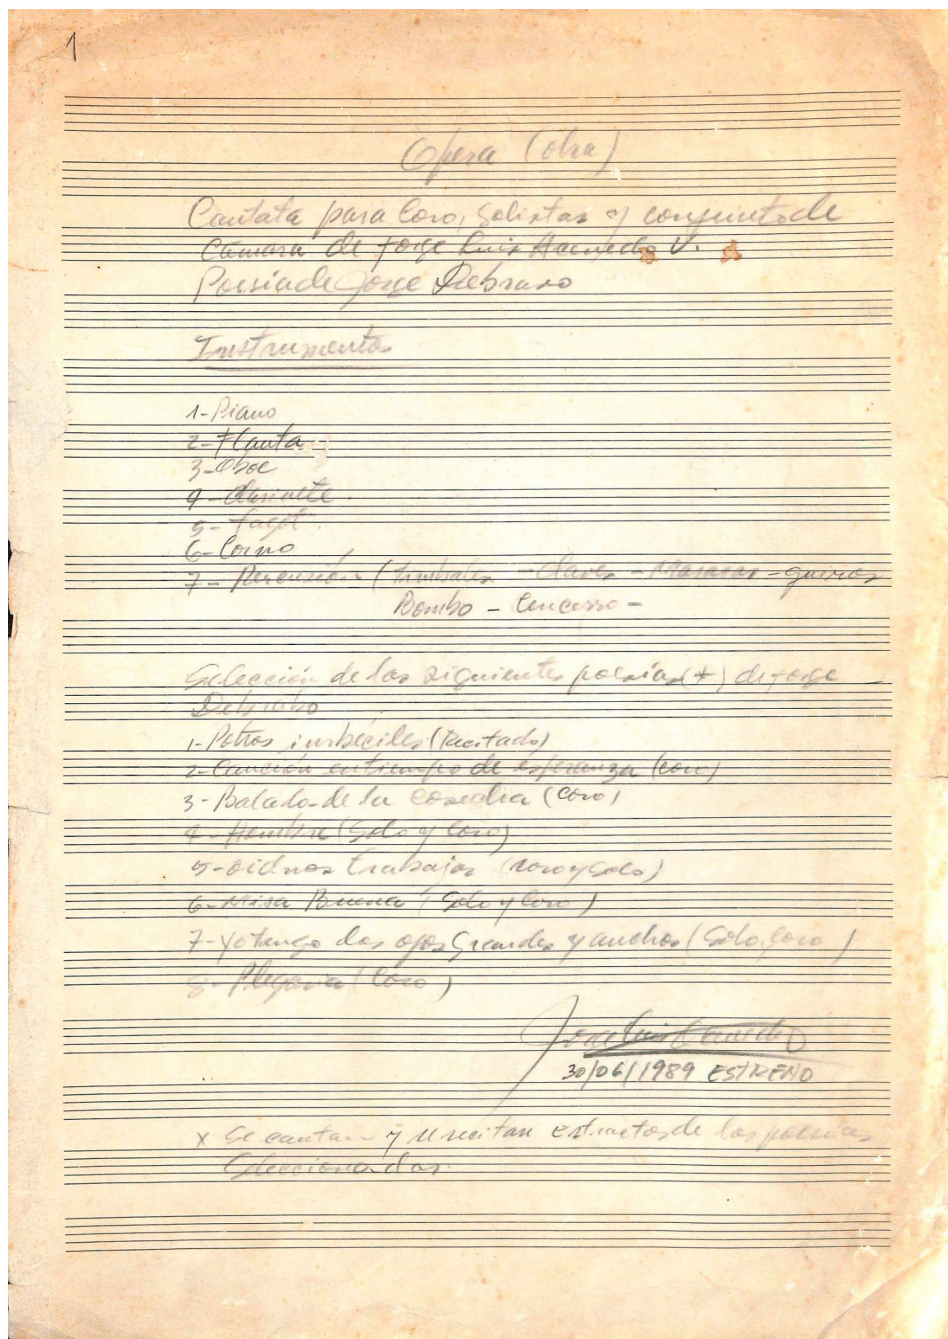 1
Opera (obra)
Cantata para Coro, Solistas y conjunto de
Cámara de Jorge Luis Acevedo V.
Poesía de Jorge Debravo
Instrumentos
1- Piano
2- Flauta
3- Oboe
4- Clarinete
5- Fagot
6- Corno
7- Percusión (timbales - claves - Maracas - guiros
Bombo - Cencerro -
Selección de las siguientes poesías (*) de Jorge
Debrabo
1- Potros imbéciles (Recitado)
2- Canción en tiempo de esperanza (coro)
3- Balada de la Cosecha (Coro)
4- Hombre (Solo y Coro)
5- Oidnos trabajar (coro y Solo)
6- Misa Buena (Solo y Coro)
7- Yo tengo dos ojos Grandes y anchos (Solo, Coro)
8- Plegaria (Coro)
Jorge Luis Acevedo
30/06/1989 ESTRENO
x Se cantan y se recitan Extractos de las poesías
Seleccionadas.